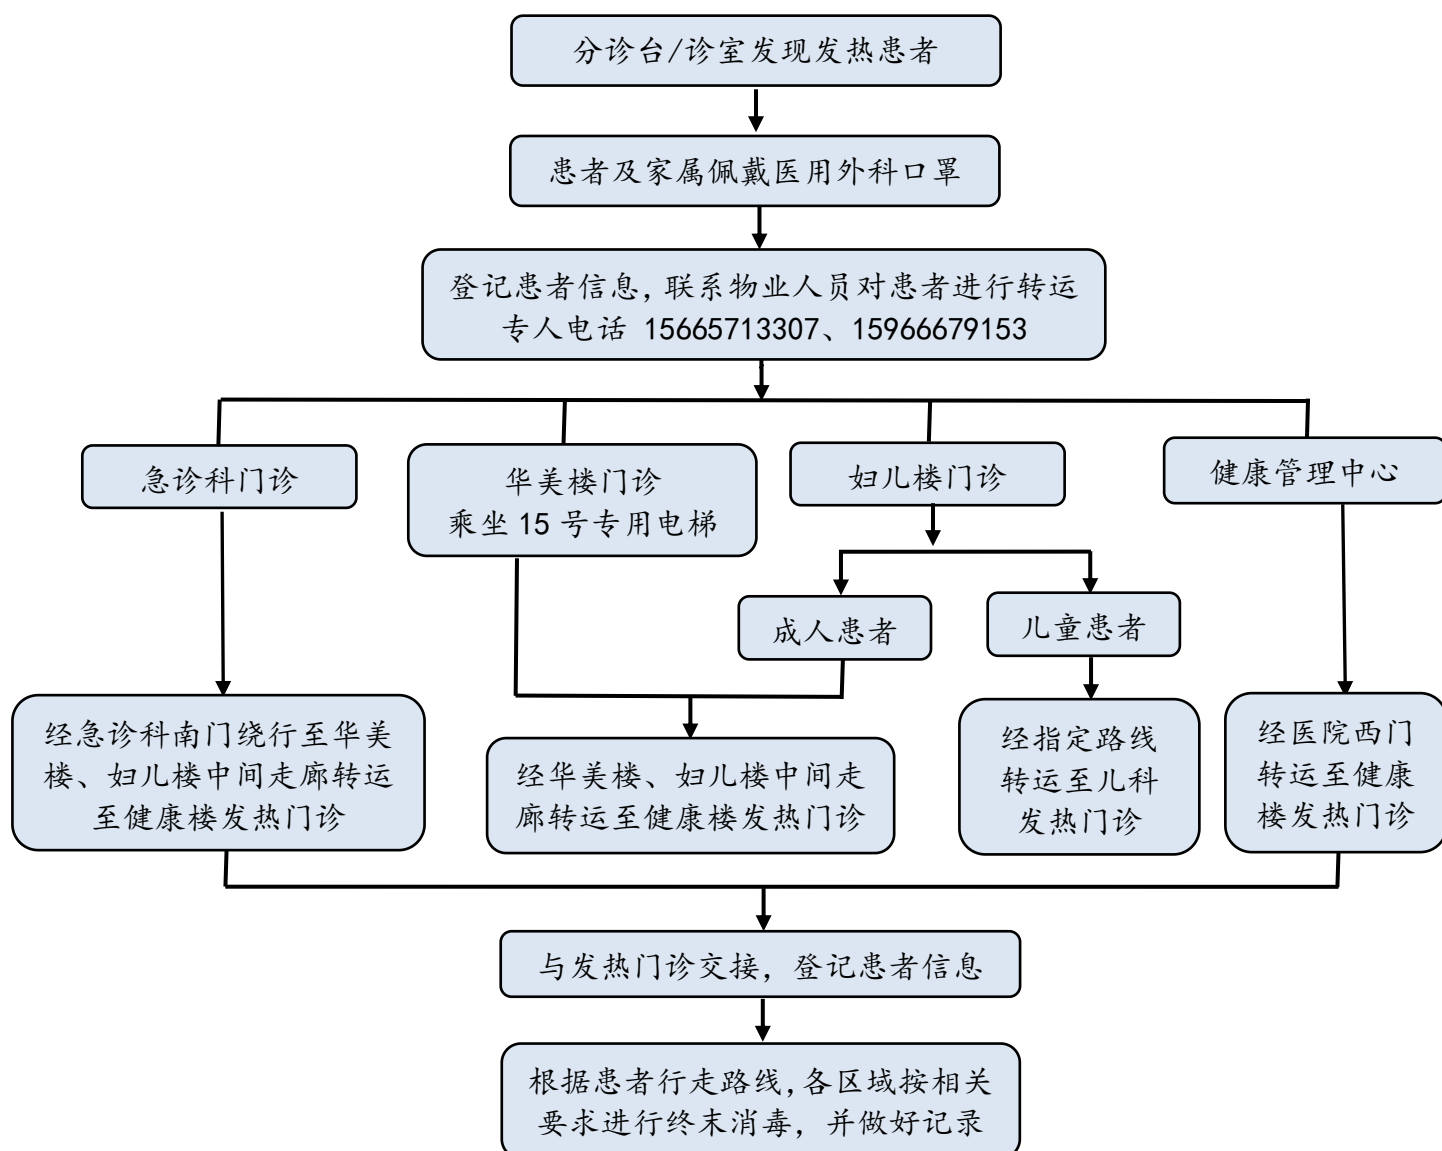 分诊台/诊室发现发热患者
患者及家属佩戴医用外科口罩
登记患者信息,联系物业人员对患者进行转运
专人电话 15665713307、15966679153
急诊科门诊
华美楼门诊
乘坐15号专用电梯
妇儿楼门诊
健康管理中心
成人患者
儿童患者
经急诊科南门绕行至华美
楼、妇儿楼中间走廊转运
至健康楼发热门诊
经华美楼、妇儿楼中间走
廊转运至健康楼发热门诊
经指定路线
转运至儿科
发热门诊
经医院西门
转运至健康
楼发热门诊
与发热门诊交接，登记患者信息
根据患者行走路线,各区域按相关
要求进行终末消毒，并做好记录